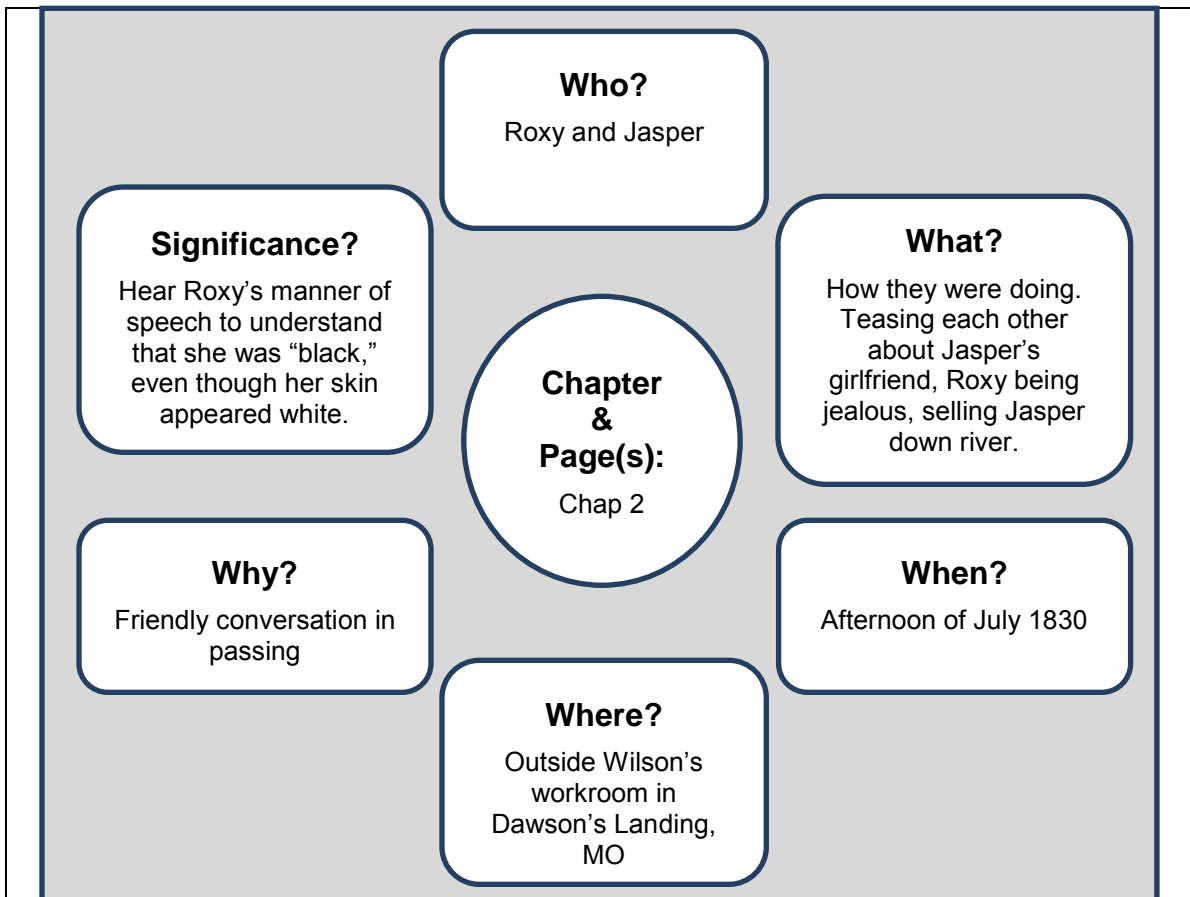 Who?
Roxy and Jasper
Significance?
Hear Roxy’s manner of
speech to understand
that she was “black,”
even though her skin
appeared white.
What?
How they were doing.
Teasing each other
about Jasper’s
girlfriend, Roxy being
jealous, selling Jasper
down river.
Chapter
&
Page(s):
Chap 2
Why?
Friendly conversation in
passing
When?
Afternoon of July 1830
Where?
Outside Wilson’s
workroom in
Dawson’s Landing,
MO